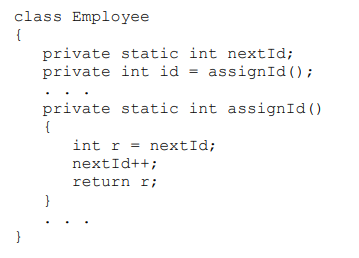 class Employee
{
   private static int nextId;
   private int id = assignId();
   . . .
   private static int assignId()
   {
      int r = nextId;
      nextId++;
      return r;
   }
   . . .
}